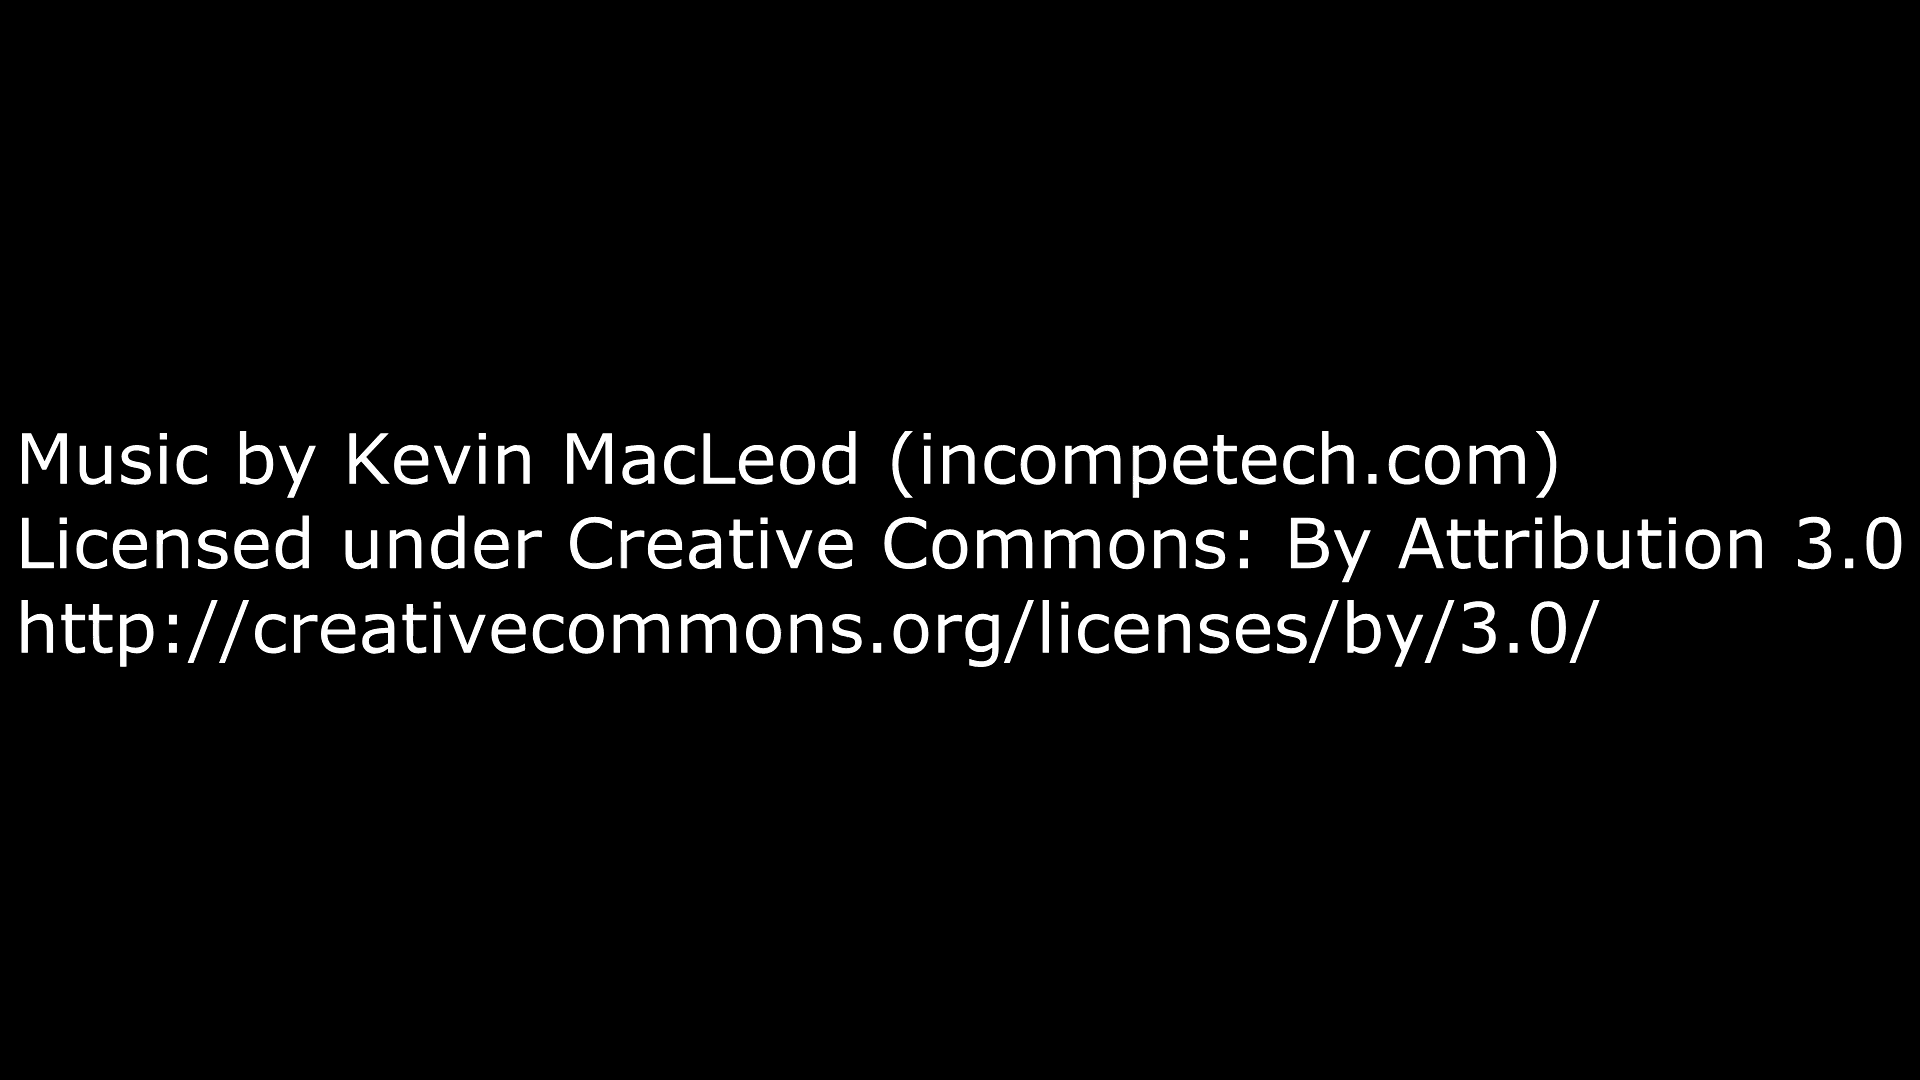 Music by Kevin MacLeod (incompetech.com)
Licensed under Creative Commons: By Attribution 3.0
http://creativecommons.org/licenses/by/3.0/